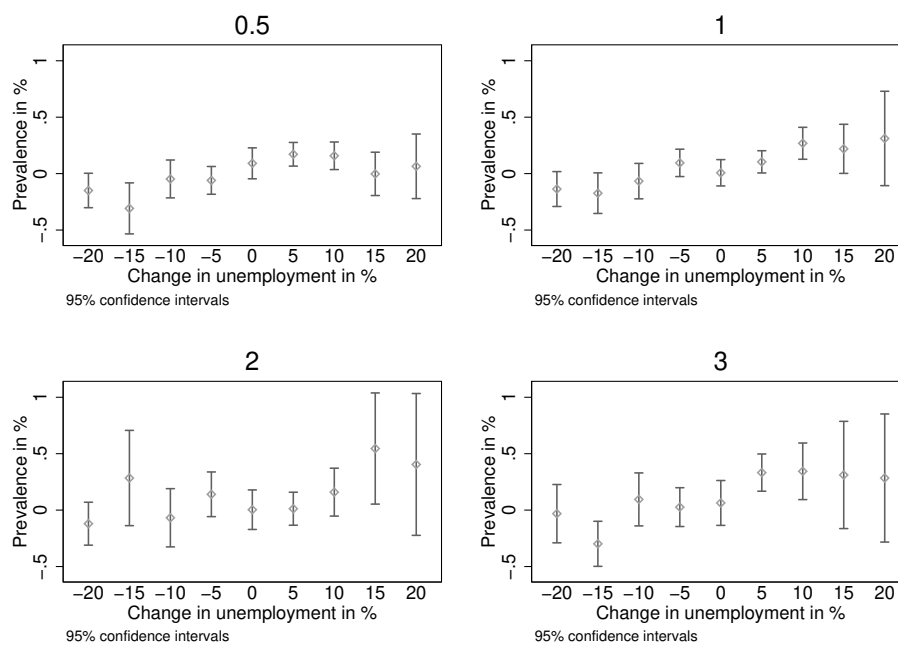 0.5
Prevalence in %
1
.5
0
−.5
−20 −15 −10 −5 0 5 10 15 20
Change in unemployment in %
95% confidence intervals
1
Prevalence in %
1
.5
0
−.5
−20 −15 −10 −5 0 5 10 15 20
Change in unemployment in %
95% confidence intervals
2
Prevalence in %
1
.5
0
−.5
−20 −15 −10 −5 0 5 10 15 20
Change in unemployment in %
95% confidence intervals
3
Prevalence in %
1
.5
0
−.5
−20 −15 −10 −5 0 5 10 15 20
Change in unemployment in %
95% confidence intervals